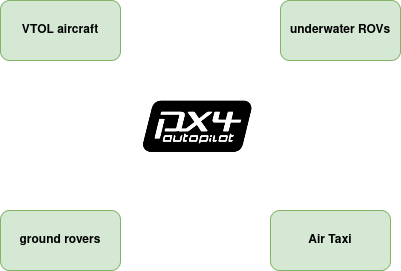 VTOL aircraft
underwater ROVs
px4
autopilot
ground rovers
Air Taxi